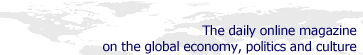 The daily online magazine
on the global economy, politics and culture